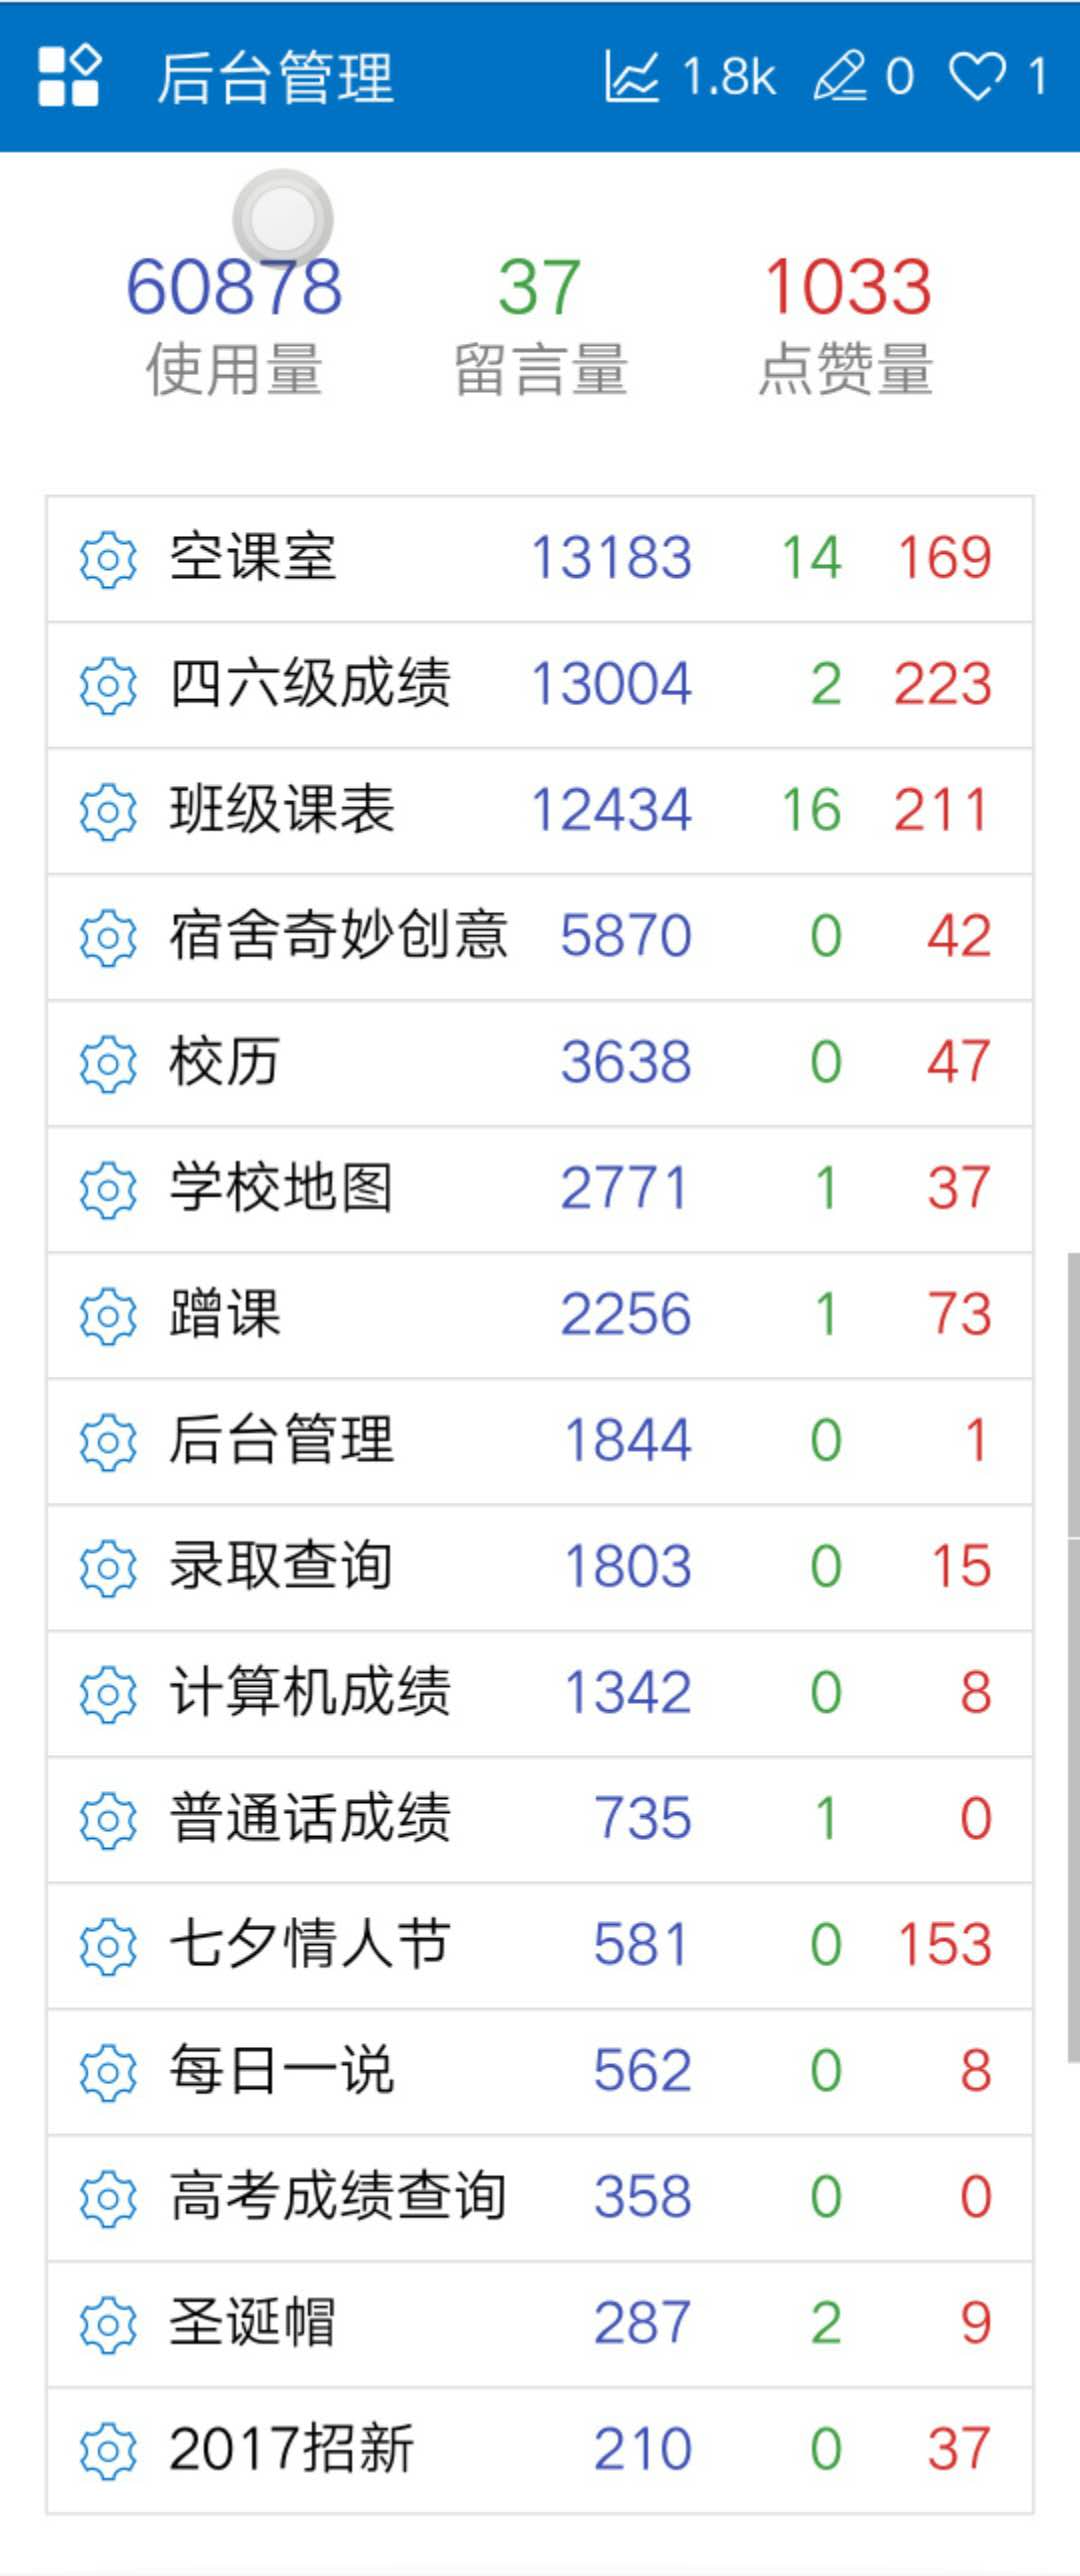 后台管理 1.8k 0 1
60878 37 1033
使用量 留言量 点赞量
空课室 13183 14 169
四六级成绩 13004 2 223
班级课表 12434 16 211
宿舍奇妙创意 5870 0 42
校历 3638 0 47
学校地图 2771 1 37
蹭课 2256 1 73
后台管理 1844 0 1
录取查询 1803 0 15
计算机成绩 1342 0 8
普通话成绩 735 1 0
七夕情人节 581 0 153
每日一说 562 0 8
高考成绩查询 358 0 0
圣诞帽 287 2 9
2017招新 210 0 37